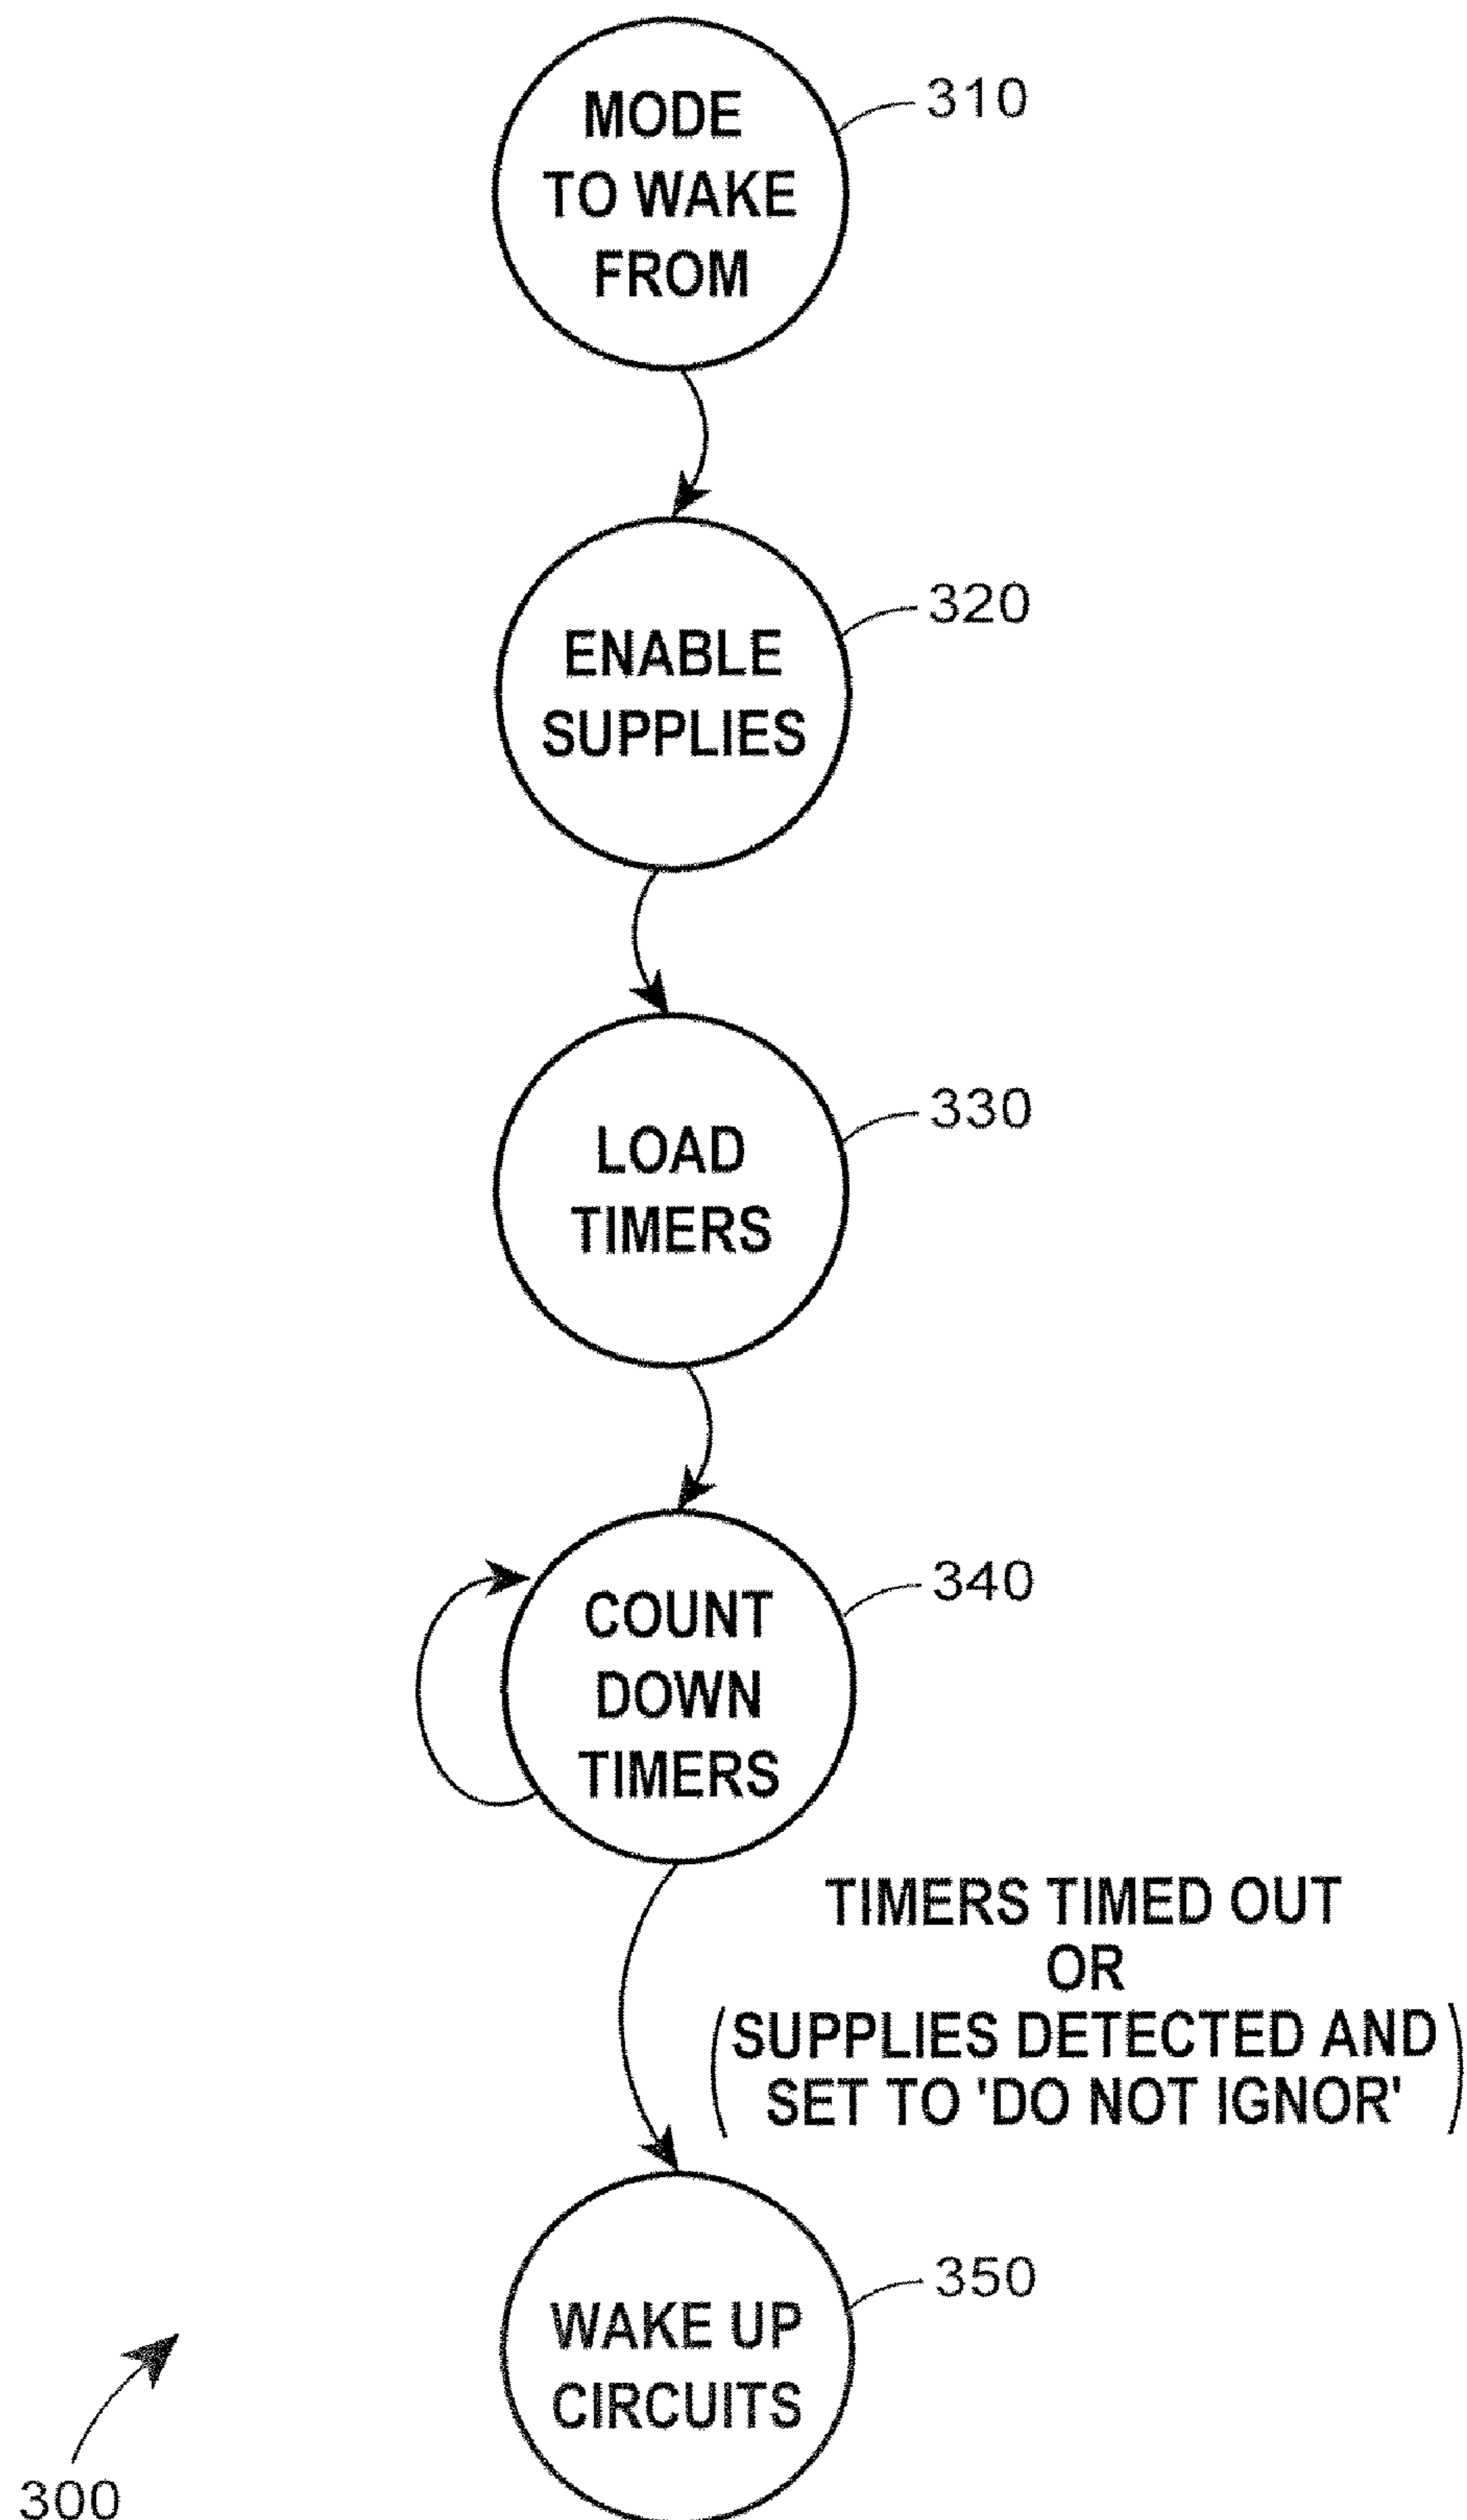 MODE
TO WAKE
FROM
310
ENABLE
SUPPLIES
320
LOAD
TIMERS
330
COUNT
DOWN
TIMERS
340
TIMERS TIMED OUT
OR
(SUPPLIES DETECTED AND
SET TO 'DO NOT IGNOR')
WAKE UP
CIRCUITS
350
300